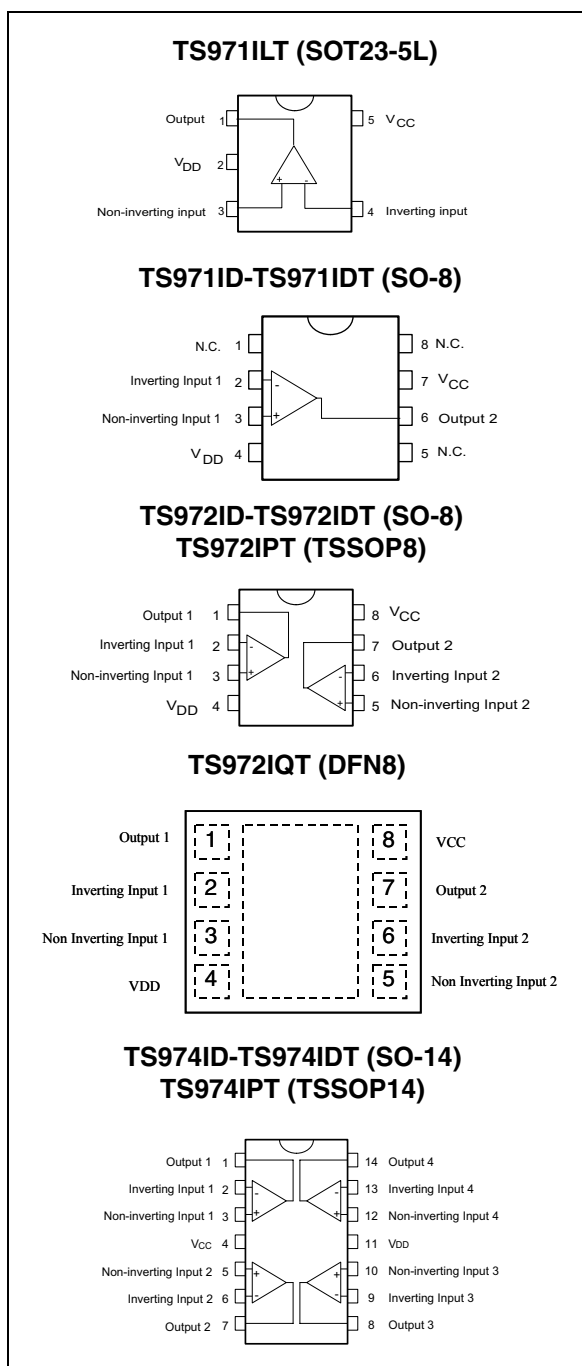 TS971ILT (SOT23-5L)
Output 1 5 VCC
VDD 2
+ -
Non-inverting input 3 4 Inverting input
TS971ID-TS971IDT (SO-8)
N.C. 1 8 N.C.
Inverting Input 1 2 - 7 VCC
Non-inverting Input 1 3 + 6 Output 2
VDD 4 5 N.C.
TS972ID-TS972IDT (SO-8)
TS972IPT (TSSOP8)
Output 1 1 8 VCC
Inverting Input 1 2 - 7 Output 2
Non-inverting Input 1 3 + - 6 Inverting Input 2
VDD 4 + 5 Non-inverting Input 2
TS972IQT (DFN8)
Output 1 1 8 VCC
Inverting Input 1 2 7 Output 2
Non Inverting Input 1 3 6 Inverting Input 2
VDD 4 5 Non Inverting Input 2
TS974ID-TS974IDT (SO-14)
TS974IPT (TSSOP14)
Output 1 1 14 Output 4
Inverting Input 1 2 - - 13 Inverting Input 4
Non-inverting Input 1 3 + + 12 Non-inverting Input 4
VCC 4 11 VDD
Non-inverting Input 2 5 + + 10 Non-inverting Input 3
Inverting Input 2 6 - - 9 Inverting Input 3
Output 2 7 8 Output 3